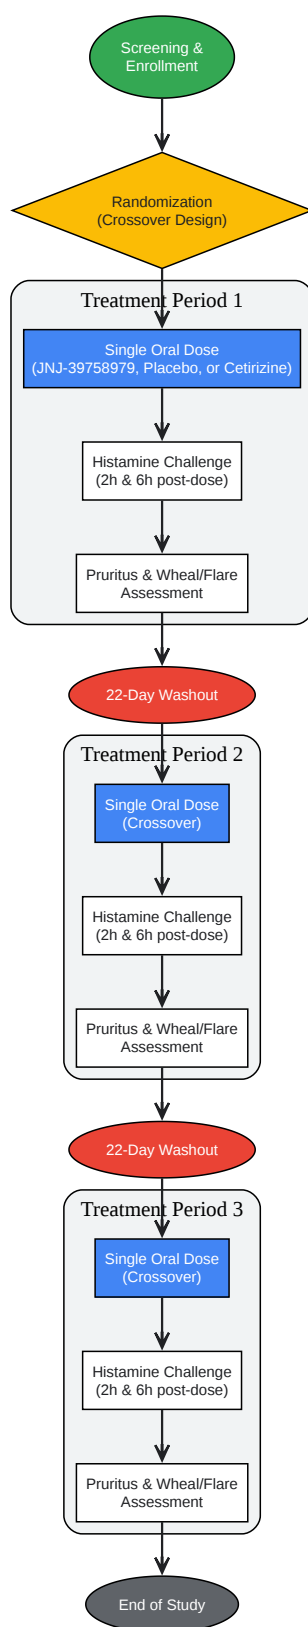 Screening &
Enrollment
Randomization
(Crossover Design)
Treatment Period 1
Single Oral Dose
(JNJ-39758979, Placebo, or Cetirizine)
Histamine Challenge
(2h & 6h post-dose)
Pruritus & Wheal/Flare
Assessment
22-Day Washout
Treatment Period 2
Single Oral Dose
(Crossover)
Histamine Challenge
(2h & 6h post-dose)
Pruritus & Wheal/Flare
Assessment
22-Day Washout
Treatment Period 3
Single Oral Dose
(Crossover)
Histamine Challenge
(2h & 6h post-dose)
Pruritus & Wheal/Flare
Assessment
End of Study